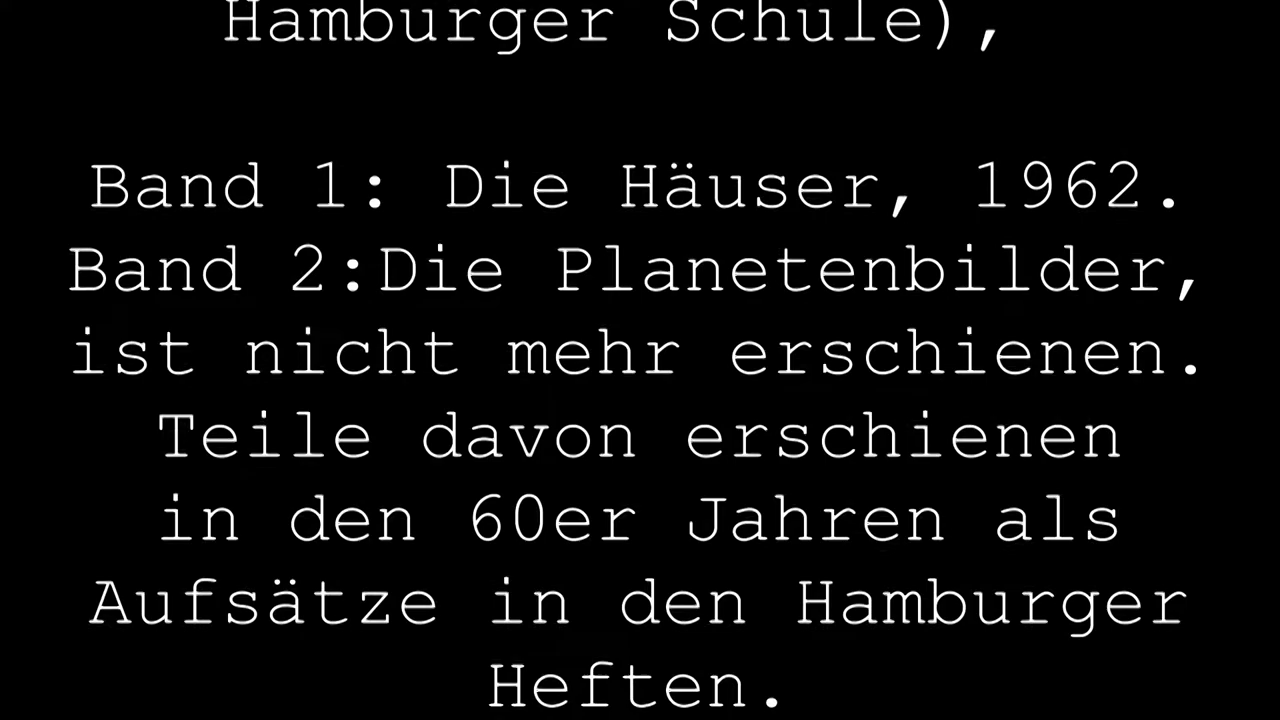 Hamburger Schule),
Band 1: Die Häuser, 1962.
Band 2:Die Planetenbilder,
ist nicht mehr erschienen.
Teile davon erschienen
in den 60er Jahren als
Aufsätze in den Hamburger
Heften.